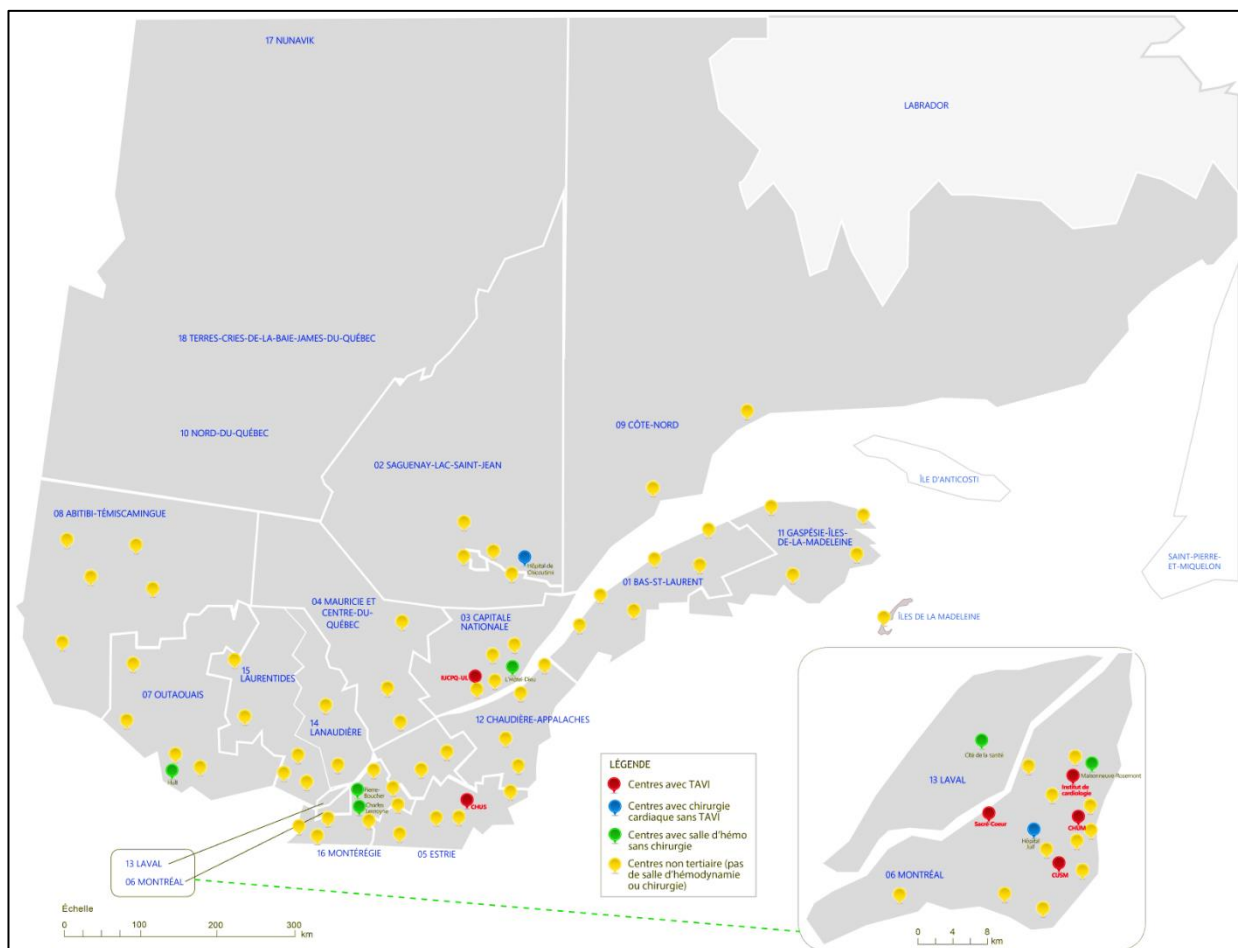 17 NUNAVIK
LABRADOR
18 TERRES-CRIES-DE-LA-BAIE-JAMES-DU-QUÉBEC
10 NORD-DU-QUÉBEC
09 CÔTE-NORD
02 SAGUENAY-LAC-SAINT-JEAN
ÎLE D'ANTICOSTI
08 ABITIBI-TÉMISCAMINGUE
11 GASPÉSIE-ÎLES-
DE-LA-MADELEINE
Hôpital de
Chicoutimi
SAINT-PIERRE-
ET-MIQUELON
01 BAS-ST-LAURENT
04 MAURICIE ET
CENTRE-DU-
QUÉBEC
03 CAPITALE
NATIONALE
ÎLES DE LA MADELEINE
15
LAURENTIDES
IUCPQ-UL
L'Hôtel-Dieu
07 OUTAOUAIS
14
LANAUDIÈRE
12 CHAUDIÈRE-APPALACHES
Hull
Pierre-
Boucher
Charles
Lemoyne
CHUS
16 MONTÉRÉGIE
05 ESTRIE
13 LAVAL
06 MONTRÉAL
LÉGENDE
Centres avec TAVI
Centres avec chirurgie
cardiaque sans TAVI
Centres avec salle d'hémo
sans chirurgie
Centres non tertiaire (pas
de salle d'hémodynamie
ou chirurgie)
Cité de la santé
13 LAVAL
Maisonneuve-Rosemont
Institut de
cardiologie
Sacré-Coeur
CHUM
Hôpital
Juif
CUSM
06 MONTRÉAL
0 4 8
km
Échelle
0 100 200 300
km